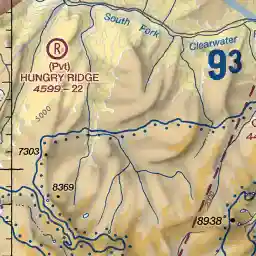 South Fork
Clearwater
R
(Pvt)
HUNGRY RIDGE
4599 - 22
93
5000
7303
8369
8938